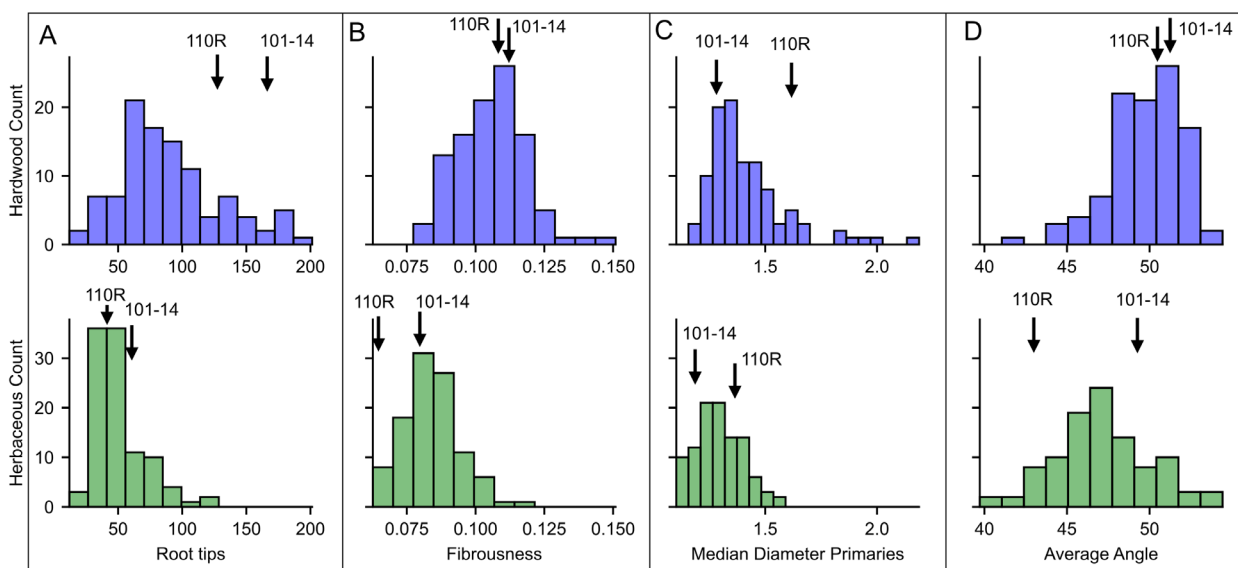 A
110R
101-14
Hardwood Count
20
10
0
50
100
150
200
B
110R
101-14
0.075
0.100
0.125
0.150
C
101-14
110R
1.5
2.0
D
110R
101-14
40
45
50
110R
101-14
Herbaceous Count
30
20
10
0
50
100
150
200
Root tips
110R
101-14
0.075
0.100
0.125
0.150
Fibrousness
101-14
110R
1.5
2.0
Median Diameter Primaries
110R
101-14
40
45
50
Average Angle